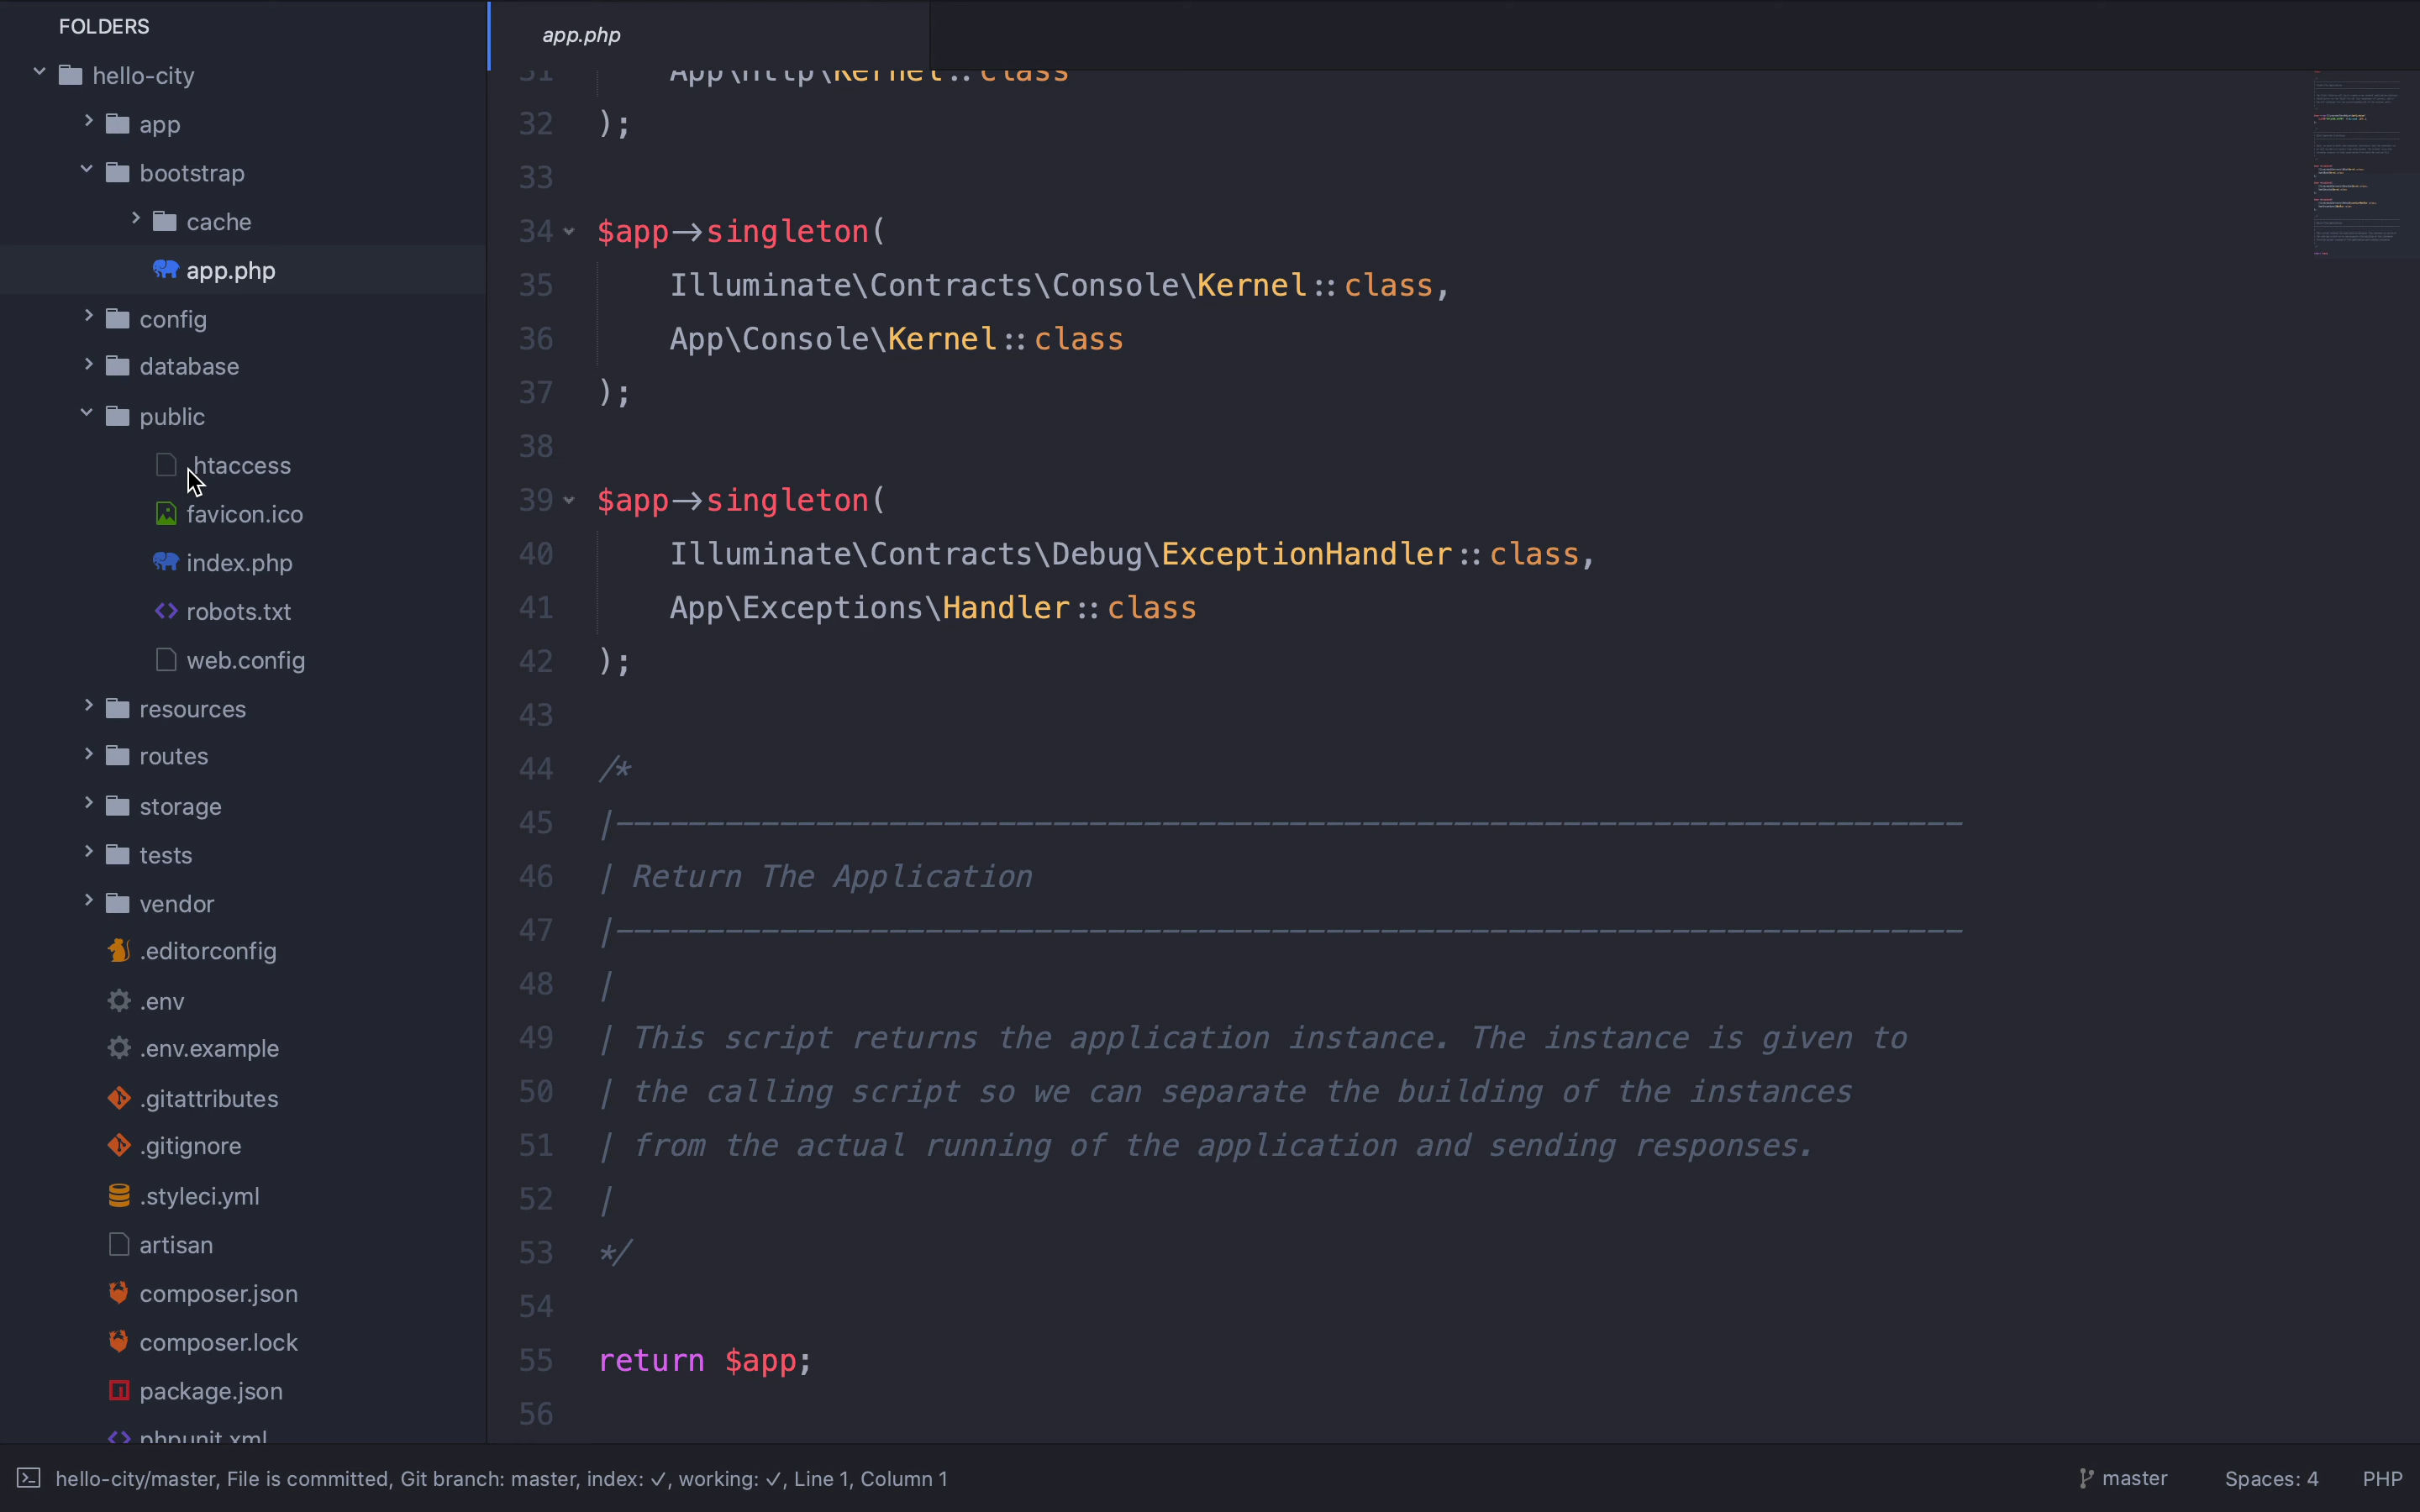 FOLDERS
hello-city
app
bootstrap
cache
app.php
config
database
public
.htaccess
favicon.ico
index.php
robots.txt
web.config
resources
routes
storage
tests
vendor
.editorconfig
.env
.env.example
.gitattributes
.gitignore
.styleci.yml
artisan
composer.json
composer.lock
package.json
phpunit.xml
app.php
31     App\Http\Kernel::class
32 );
33
34 $app->singleton(
35     Illuminate\Contracts\Console\Kernel::class,
36     App\Console\Kernel::class
37 );
38
39 $app->singleton(
40     Illuminate\Contracts\Debug\ExceptionHandler::class,
41     App\Exceptions\Handler::class
42 );
43
44 /*
45 |--------------------------------------------------------------------------
46 | Return The Application
47 |--------------------------------------------------------------------------
48 |
49 | This script returns the application instance. The instance is given to
50 | the calling script so we can separate the building of the instances
51 | from the actual running of the application and sending responses.
52 |
53 */
54
55 return $app;
56
hello-city/master, File is committed, Git branch: master, index: ✓, working: ✓, Line 1, Column 1
master
Spaces: 4
PHP